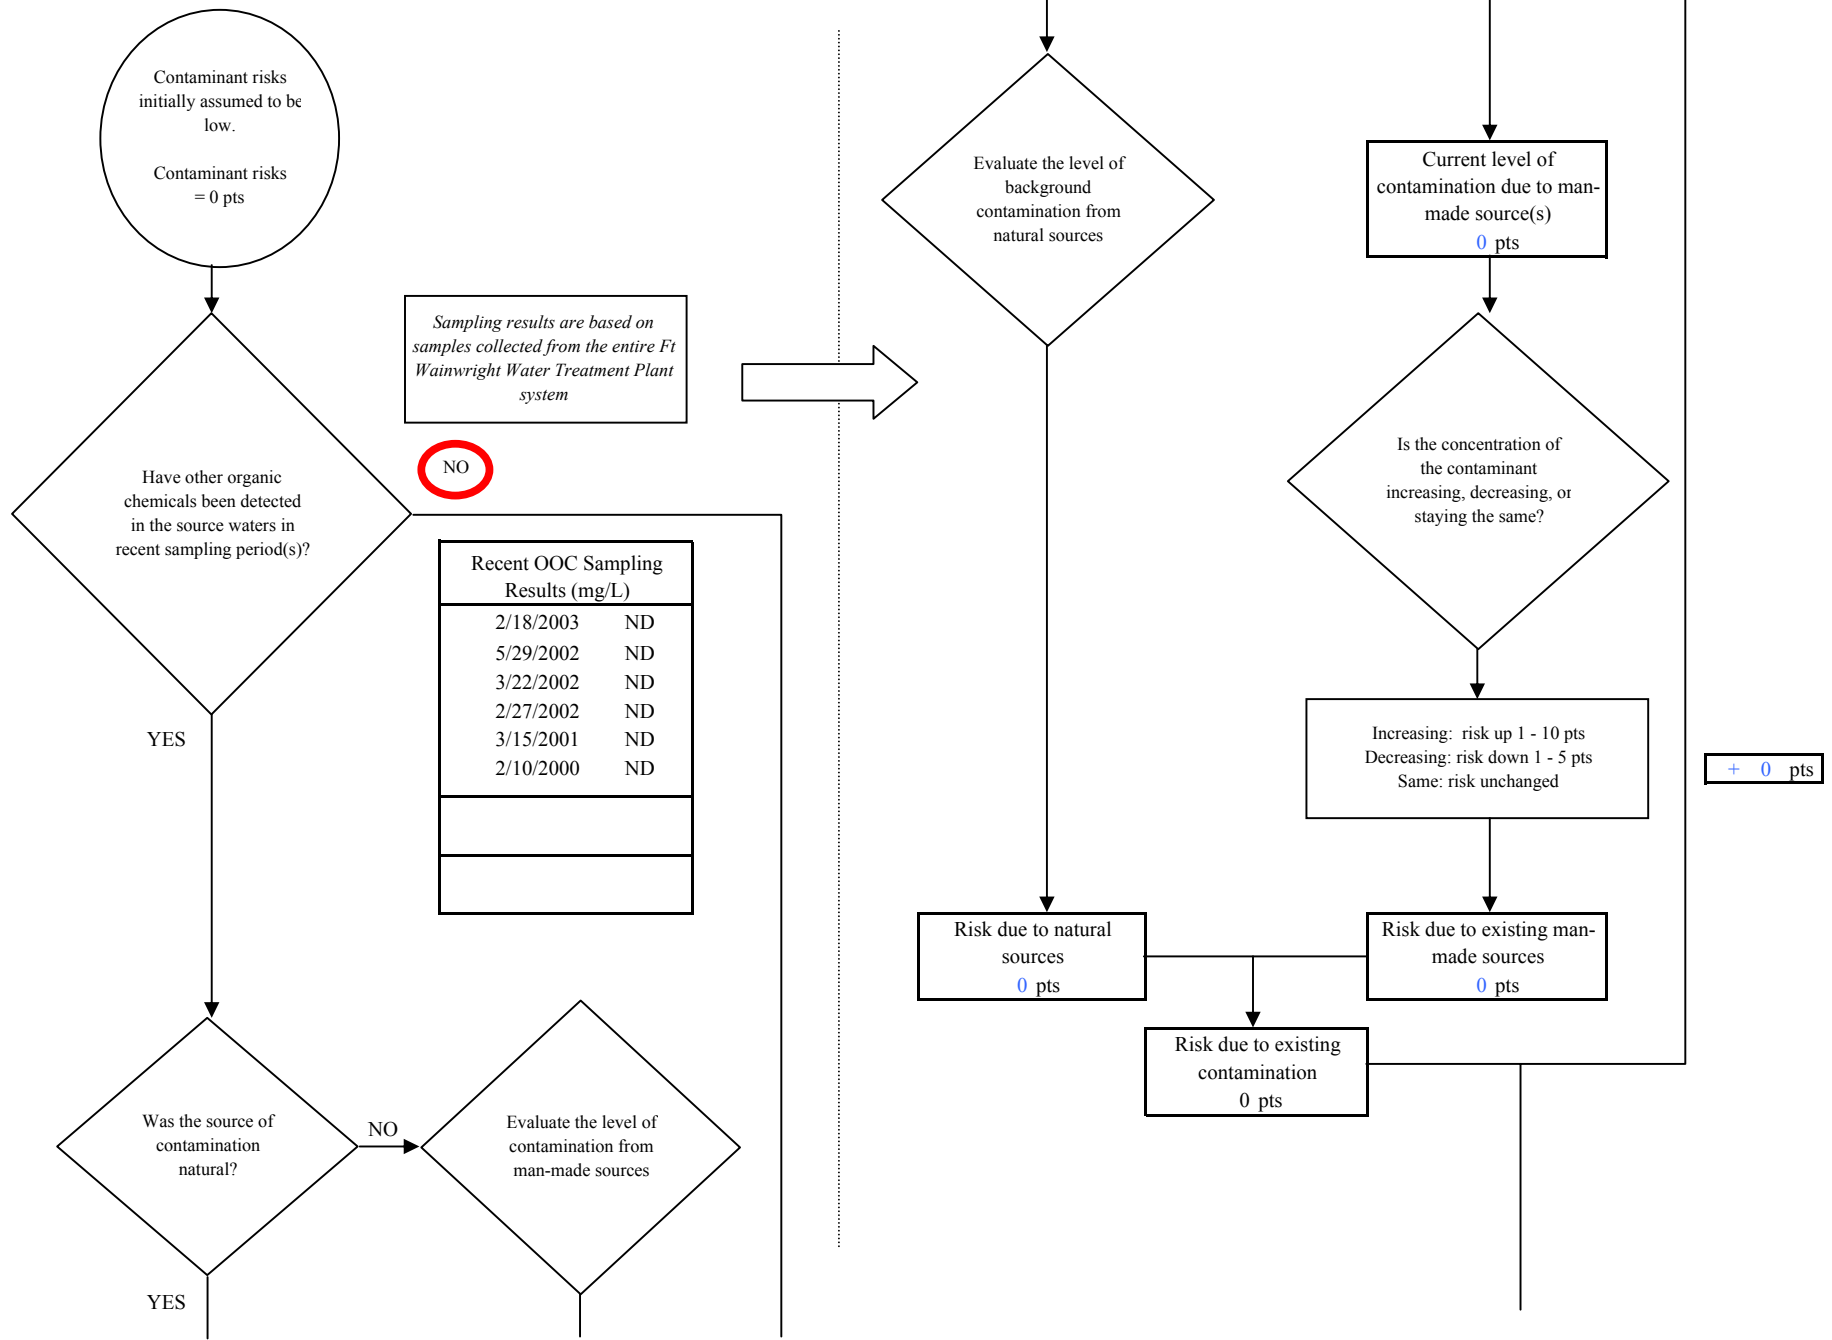 Contaminant risks
initially assumed to be
low.
Contaminant risks
= 0 pts
Sampling results are based on
samples collected from the entire Ft
Wainwright Water Treatment Plant
system
NO
Have other organic
chemicals been detected
in the source waters in
recent sampling period(s)?
Recent OOC Sampling
Results (mg/L)
2/18/2003 ND
5/29/2002 ND
3/22/2002 ND
2/27/2002 ND
3/15/2001 ND
2/10/2000 ND
YES
Was the source of
contamination
natural?
NO
Evaluate the level of
contamination from
man-made sources
YES
Evaluate the level of
background
contamination from
natural sources
Current level of
contamination due to man-
made source(s)
0 pts
Is the concentration of
the contaminant
increasing, decreasing, or
staying the same?
Increasing: risk up 1 - 10 pts
Decreasing: risk down 1 - 5 pts
Same: risk unchanged
+ 0 pts
Risk due to natural
sources
0 pts
Risk due to existing man-
made sources
0 pts
Risk due to existing
contamination
0 pts